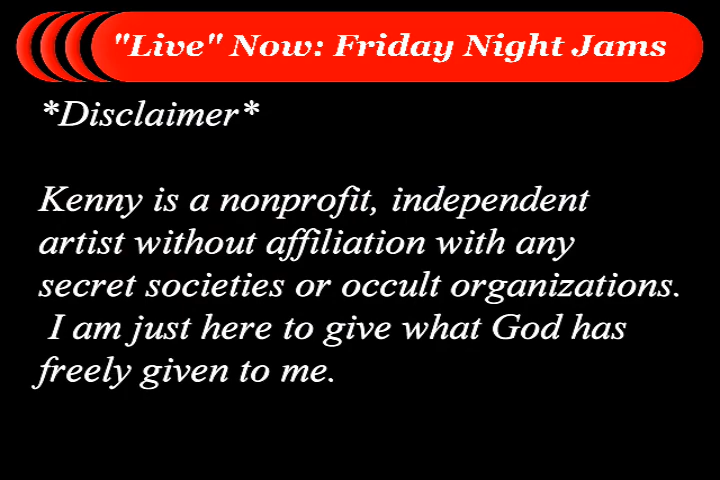 "Live" Now: Friday Night Jams
*Disclaimer*
Kenny is a nonprofit, independent
artist without affiliation with any
secret societies or occult organizations.
I am just here to give what God has
freely given to me.